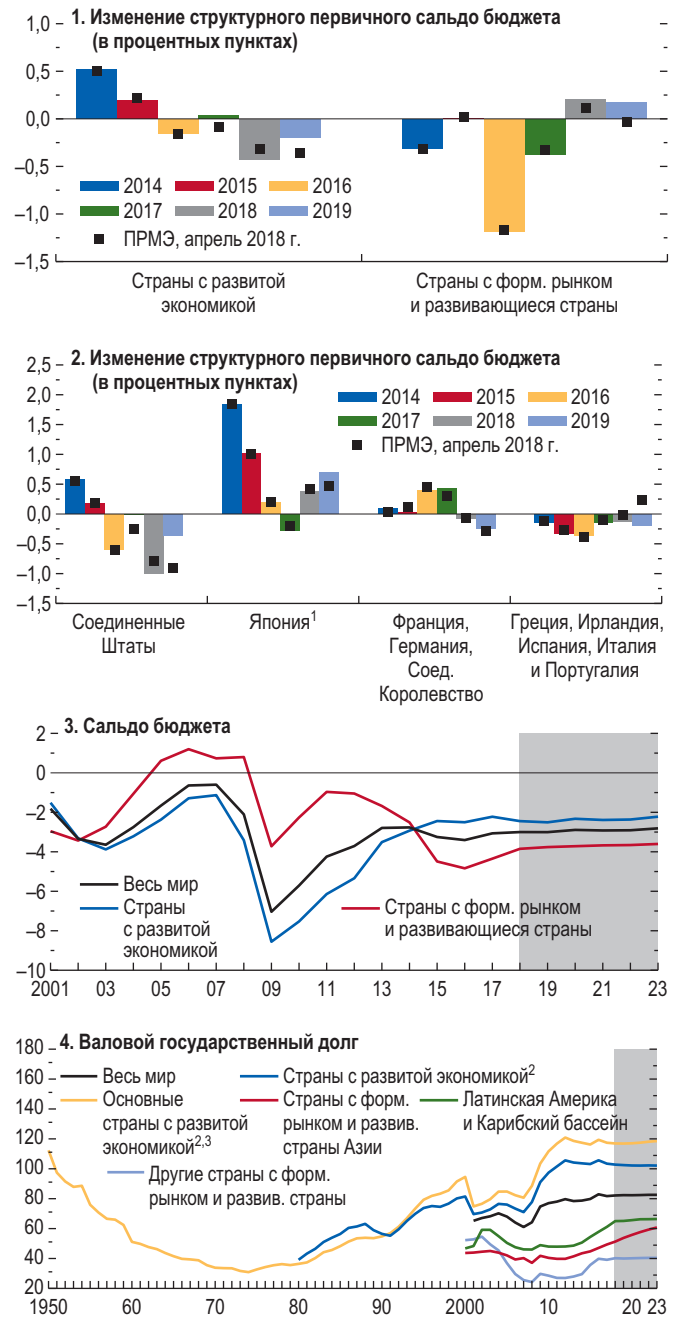 1. Изменение структурного первичного сальдо бюджета
(в процентных пунктах)
1,0
0,5
0,0
–0,5
–1,0
–1,5
2014 2015 2016
2017 2018 2019
ПРМЭ, апрель 2018 г.
Страны с развитой
экономикой
Страны с форм. рынком
и развивающиеся страны
2. Изменение структурного первичного сальдо бюджета
(в процентных пунктах)
2,5
2,0
1,5
1,0
0,5
0,0
–0,5
–1,0
–1,5
2014 2015 2016
2017 2018 2019
ПРМЭ, апрель 2018 г.
Соединенные
Штаты
Япония¹
Франция,
Германия,
Соед.
Королевство
Греция, Ирландия,
Испания, Италия
и Португалия
3. Сальдо бюджета
2
0
–2
–4
–6
–8
–10
Весь мир
Страны
с развитой
экономикой
Страны с форм. рынком
и развивающиеся страны
2001 03 05 07 09 11 13 15 17 19 21 23
4. Валовой государственный долг
180
160
140
120
100
80
60
40
20
Весь мир
Страны с развитой экономикой²
Основные
страны с развитой
экономикой²,³
Страны с форм.
рынком и развив.
страны Азии
Латинская Америка
и Карибский бассейн
Другие страны с форм.
рынком и развив. страны
1950 60 70 80 90 2000 10 20 23